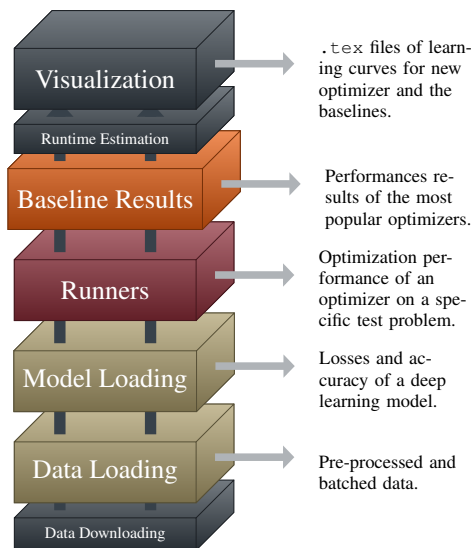 Visualization
.tex files of learn-
ing curves for new
optimizer and the
baselines.
Runtime Estimation
Baseline Results
Performances re-
sults of the most
popular optimizers.
Runners
Optimization per-
formance of an
optimizer on a spe-
cific test problem.
Model Loading
Losses and ac-
curacy of a deep
learning model.
Data Loading
Pre-processed and
batched data.
Data Downloading